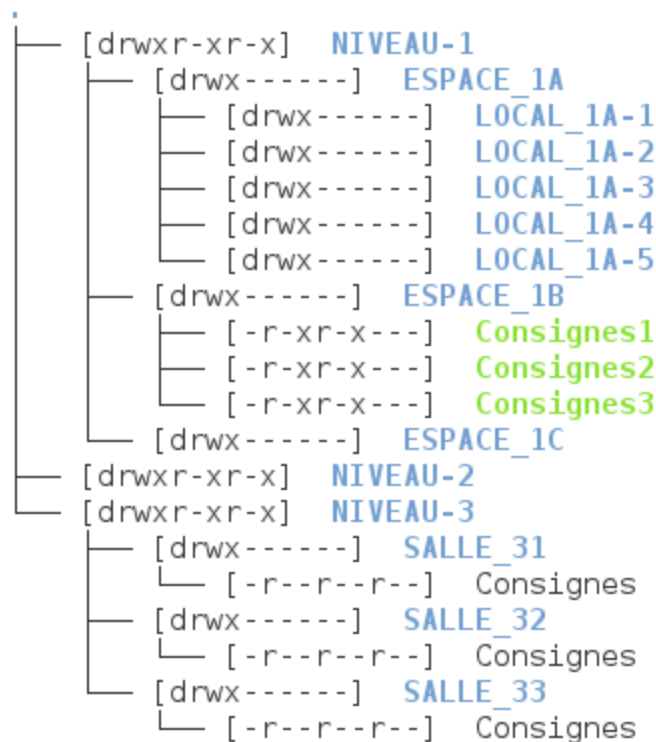 .
├── [drwxr-xr-x]  NIVEAU-1
│   ├── [drwx------]  ESPACE_1A
│   │   ├── [drwx------]  LOCAL_1A-1
│   │   ├── [drwx------]  LOCAL_1A-2
│   │   ├── [drwx------]  LOCAL_1A-3
│   │   ├── [drwx------]  LOCAL_1A-4
│   │   └── [drwx------]  LOCAL_1A-5
│   ├── [drwx------]  ESPACE_1B
│   │   ├── [-r-xr-x---]  Consignes1
│   │   ├── [-r-xr-x---]  Consignes2
│   │   └── [-r-xr-x---]  Consignes3
│   └── [drwx------]  ESPACE_1C
├── [drwxr-xr-x]  NIVEAU-2
└── [drwxr-xr-x]  NIVEAU-3
    ├── [drwx------]  SALLE_31
    │   └── [-r--r--r--]  Consignes
    ├── [drwx------]  SALLE_32
    │   └── [-r--r--r--]  Consignes
    └── [drwx------]  SALLE_33
        └── [-r--r--r--]  Consignes